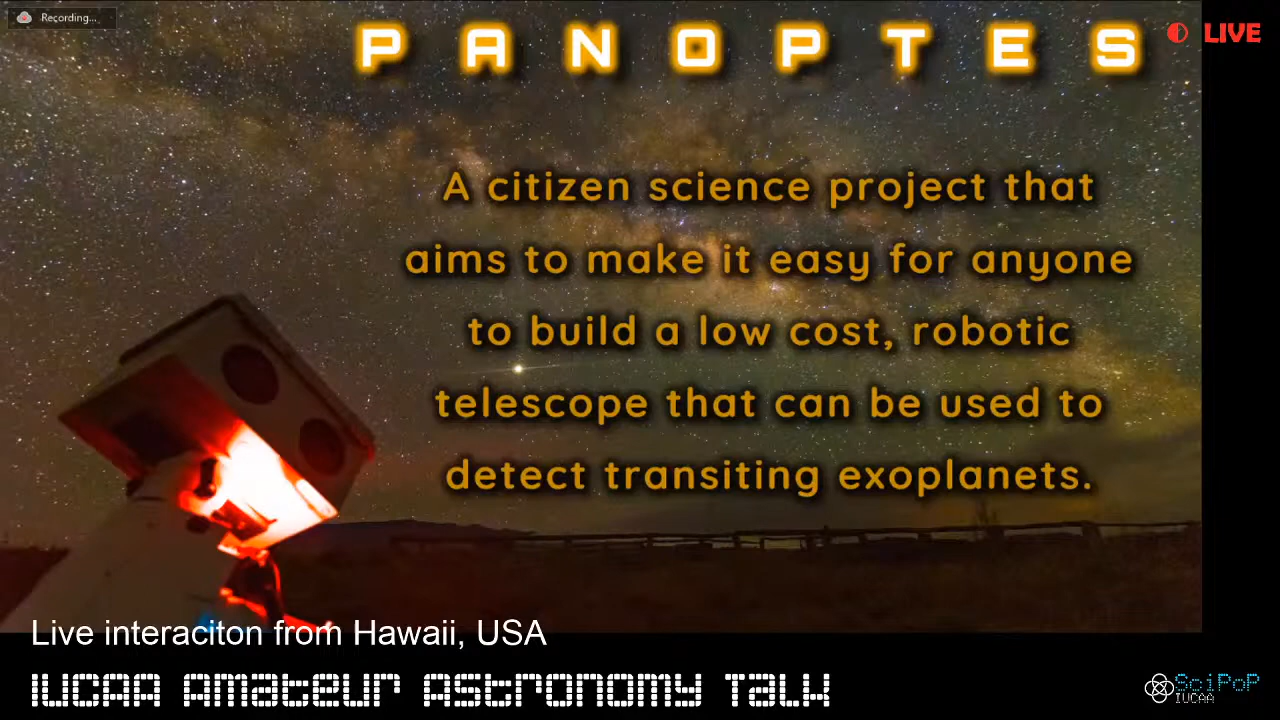 Recording...
PANOPTES
LIVE
A citizen science project that
aims to make it easy for anyone
to build a low cost, robotic
telescope that can be used to
detect transiting exoplanets.
Live interaciton from Hawaii, USA
IUCAA Amateur Astronomy Talk
SciPoP
IUCAA